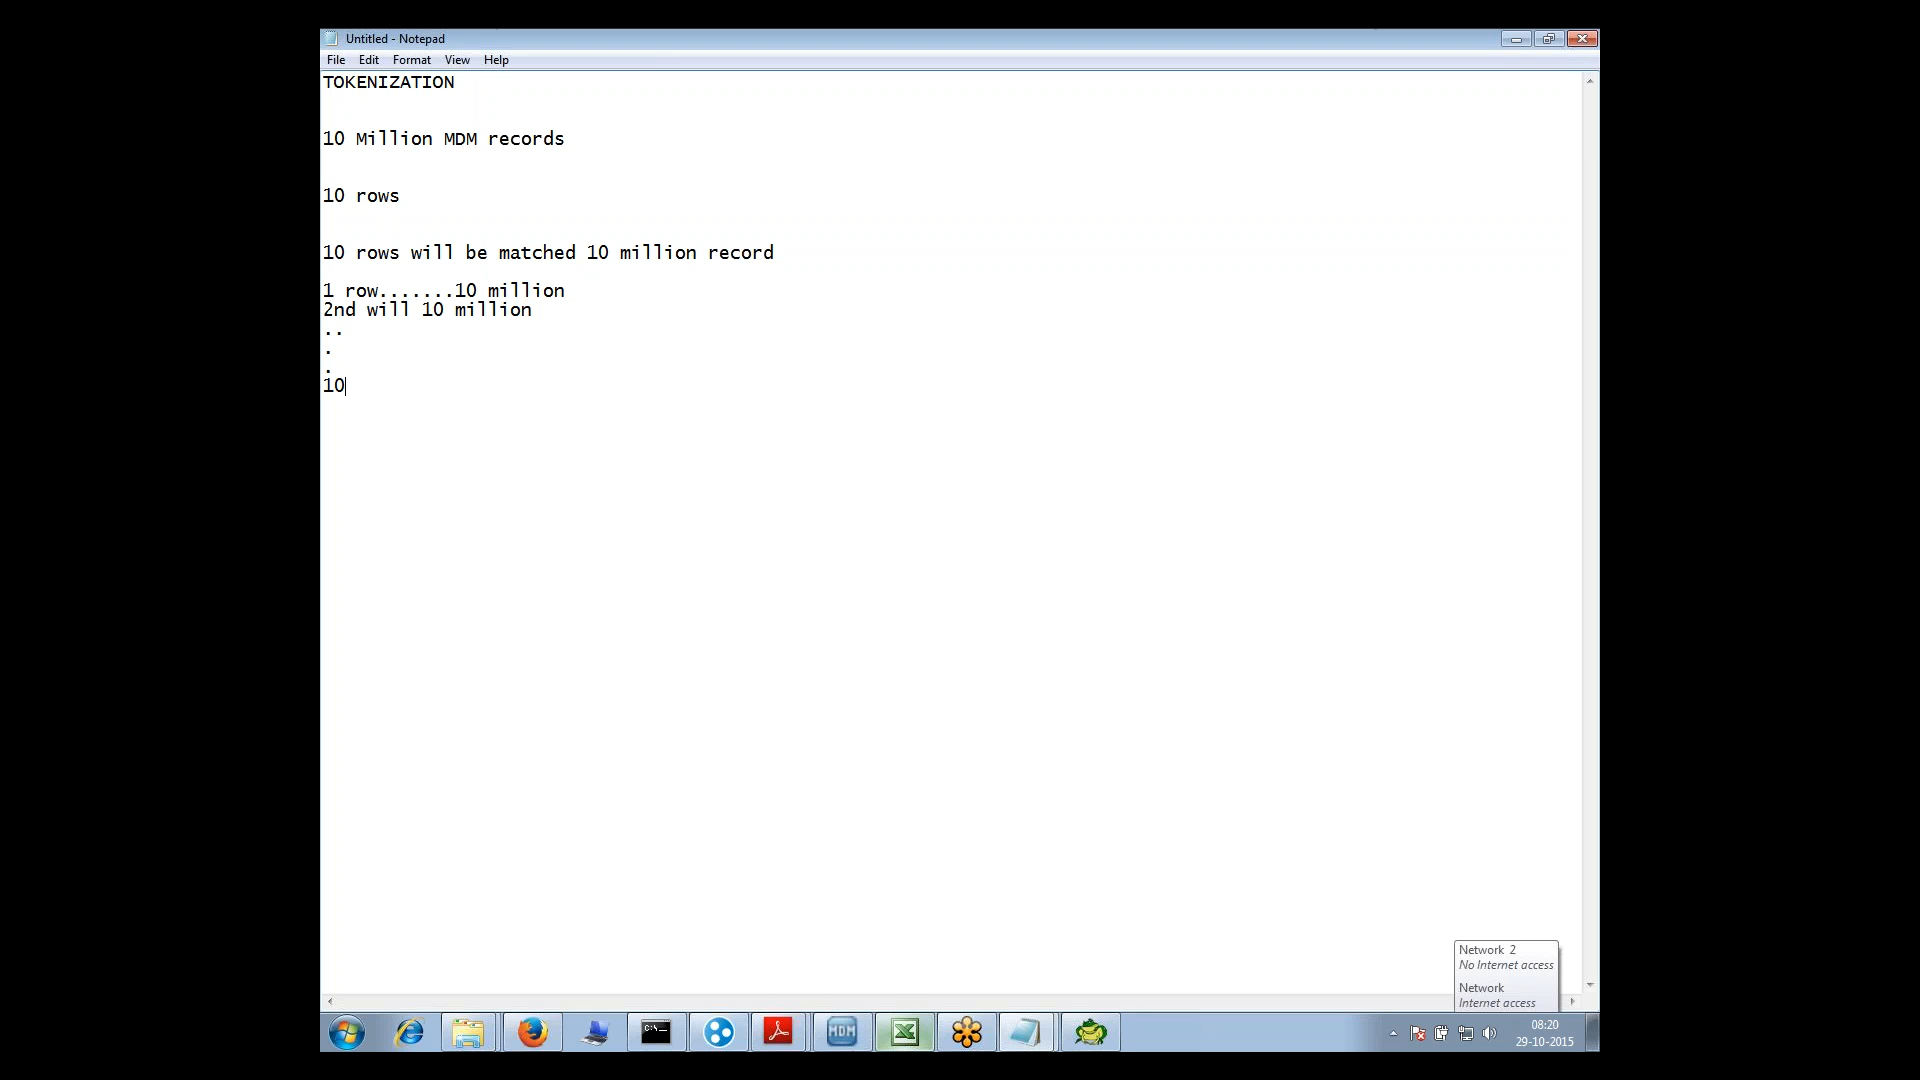 Untitled - Notepad
File Edit Format View Help
TOKENIZATION
10 Million MDM records
10 rows
10 rows will be matched 10 million record
1 row.......10 million
2nd will 10 million
..
.
.
10
Network 2
No Internet access
Network
Internet access
C:\_
MDM
08:20
29-10-2015